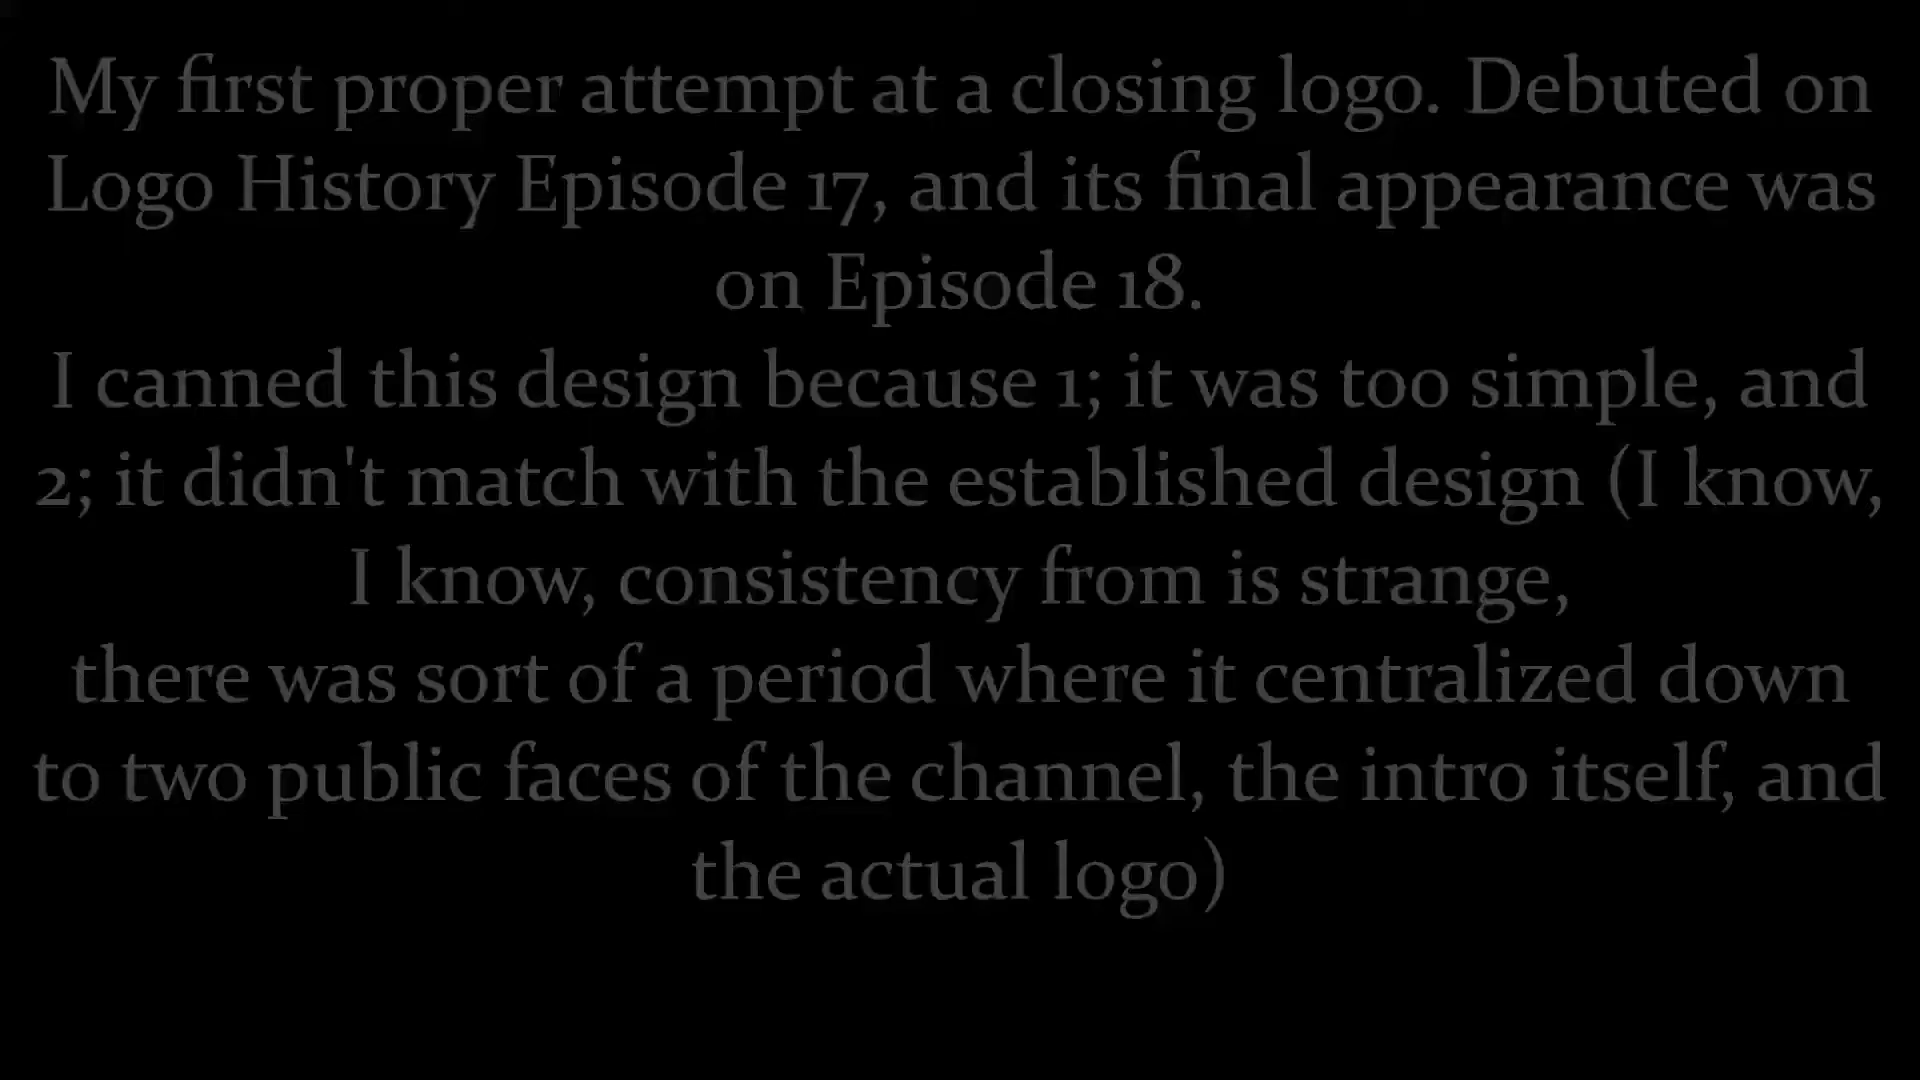 My first proper attempt at a closing logo. Debuted on
Logo History Episode 17, and its final appearance was
on Episode 18.
I canned this design because 1; it was too simple, and
2; it didn't match with the established design (I know,
I know, consistency from is strange,
there was sort of a period where it centralized down
to two public faces of the channel, the intro itself, and
the actual logo)